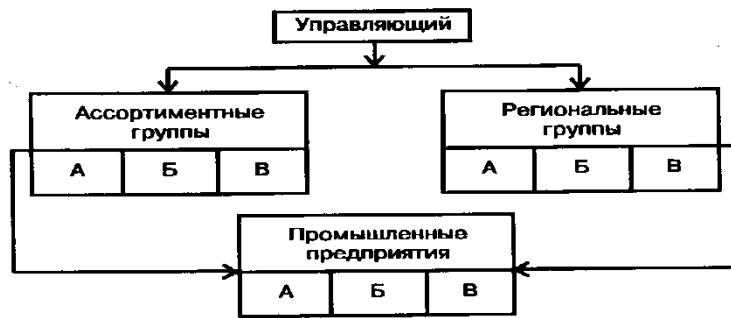 Управляющий
Ассортиментные
группы
А Б В
Региональные
группы
А Б В
Промышленные
предприятия
А Б В